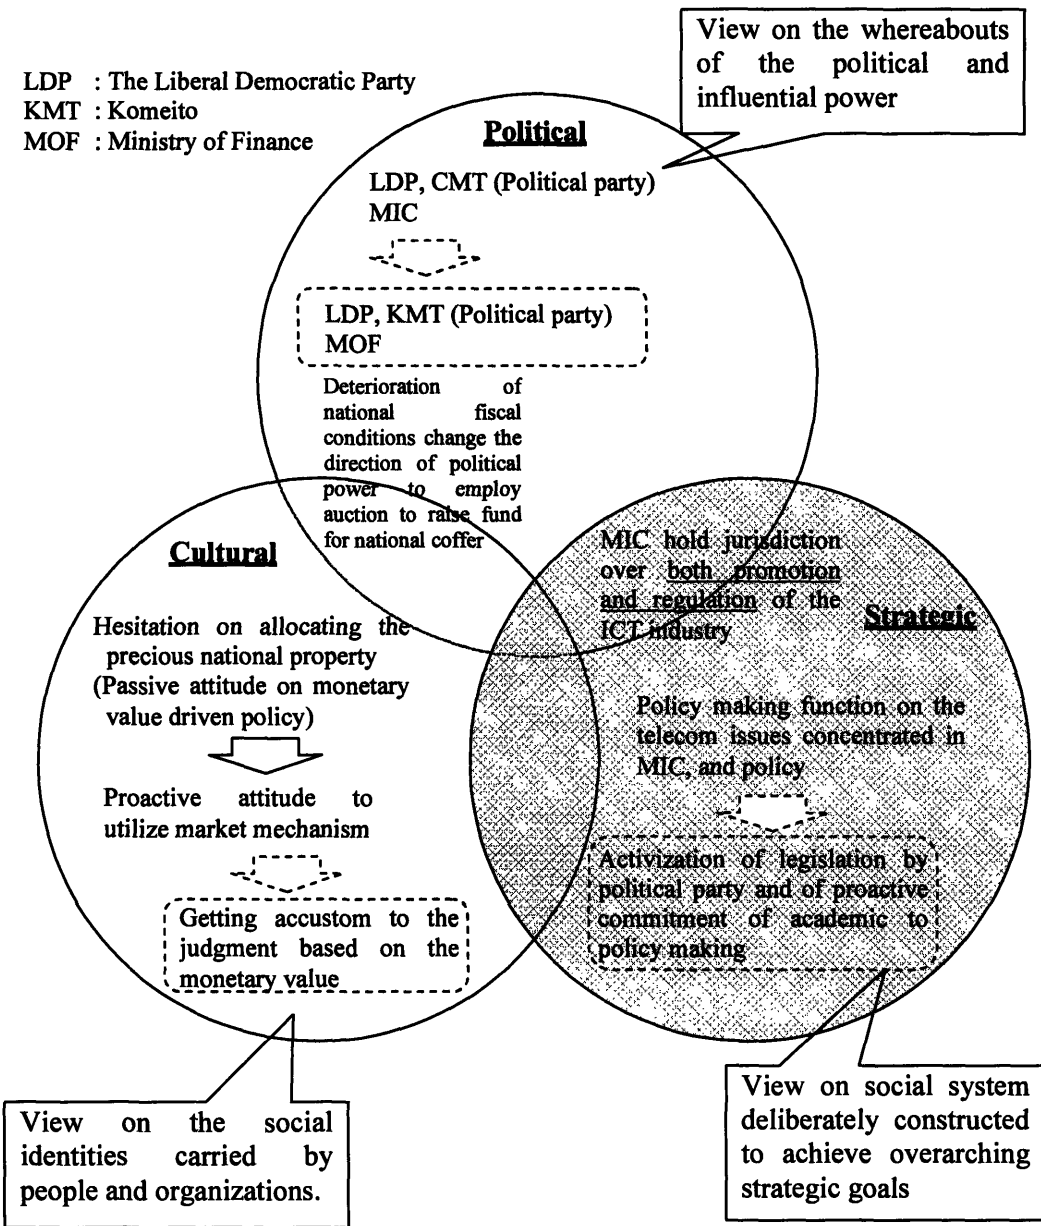 View on the whereabouts
of the political and
influential power
LDP : The Liberal Democratic Party
KMT : Komeito
MOF : Ministry of Finance
Political
LDP, CMT (Political party)
MIC
LDP, KMT (Political party)
MOF
Deterioration of
national fiscal
conditions change the
direction of political
power to employ
auction to raise fund
for national coffer
Cultural
Hesitation on allocating the
precious national property
(Passive attitude on monetary
value driven policy)
Proactive attitude to
utilize market mechanism
Getting accustom to the
judgment based on the
monetary value
MIC hold jurisdiction
over both promotion
and regulation of the
ICT industry
Strategic
Policy making function on the
telecom issues concentrated in
MIC, and policy
Activization of legislation by
political party and of proactive
commitment of academic to
policy making
View on the social
identities carried by
people and organizations.
View on social system
deliberately constructed
to achieve overarching
strategic goals